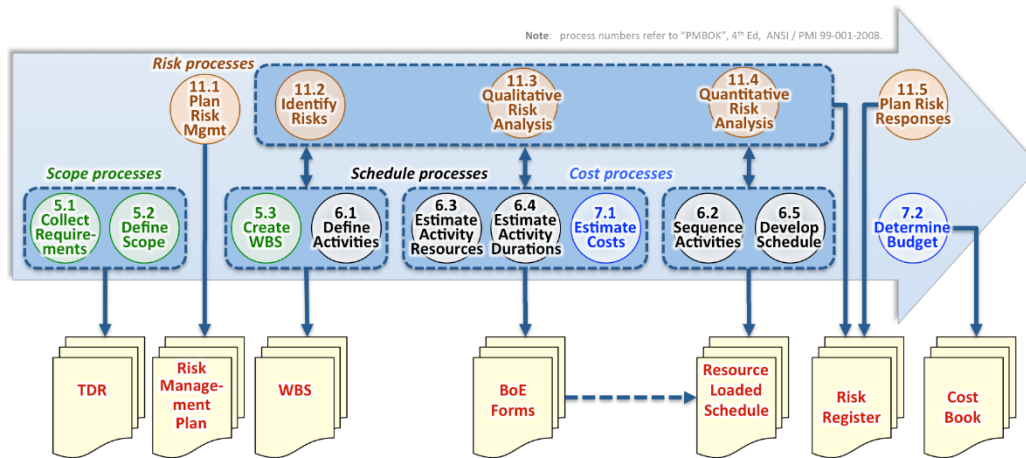 Note: process numbers refer to “PMBOK”, 4th Ed, ANSI / PMI 99-001-2008.
Risk processes
11.1
Plan
Risk
Mgmt
11.2
Identify
Risks
11.3
Qualitative
Risk
Analysis
11.4
Quantitative
Risk
Analysis
11.5
Plan Risk
Responses
Scope processes
Schedule processes
Cost processes
5.1
Collect
Require-
ments
5.2
Define
Scope
5.3
Create
WBS
6.1
Define
Activities
6.3
Estimate
Activity
Resources
6.4
Estimate
Activity
Durations
7.1
Estimate
Costs
6.2
Sequence
Activities
6.5
Develop
Schedule
7.2
Determine
Budget
TDR
Risk
Manage-
ment
Plan
WBS
BoE
Forms
Resource
Loaded
Schedule
Risk
Register
Cost
Book